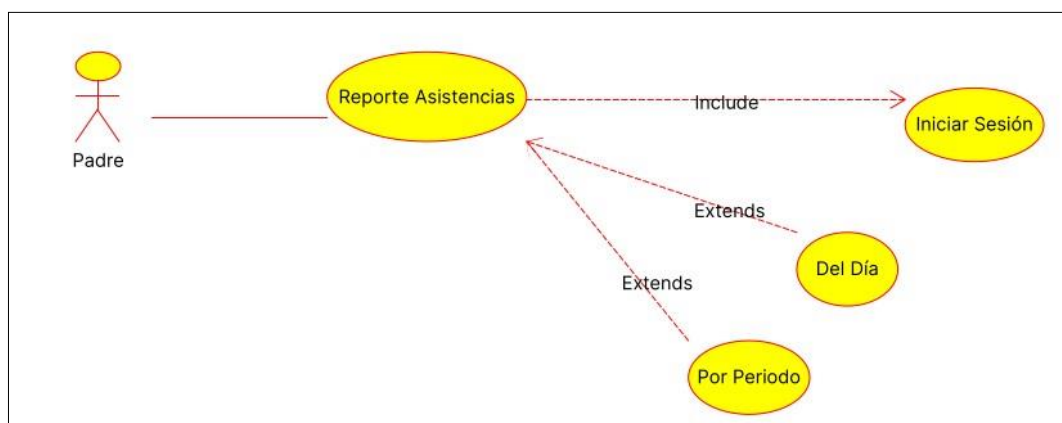 Reporte Asistencias
Include
Iniciar Sesión
Padre
Extends
Del Día
Extends
Por Periodo